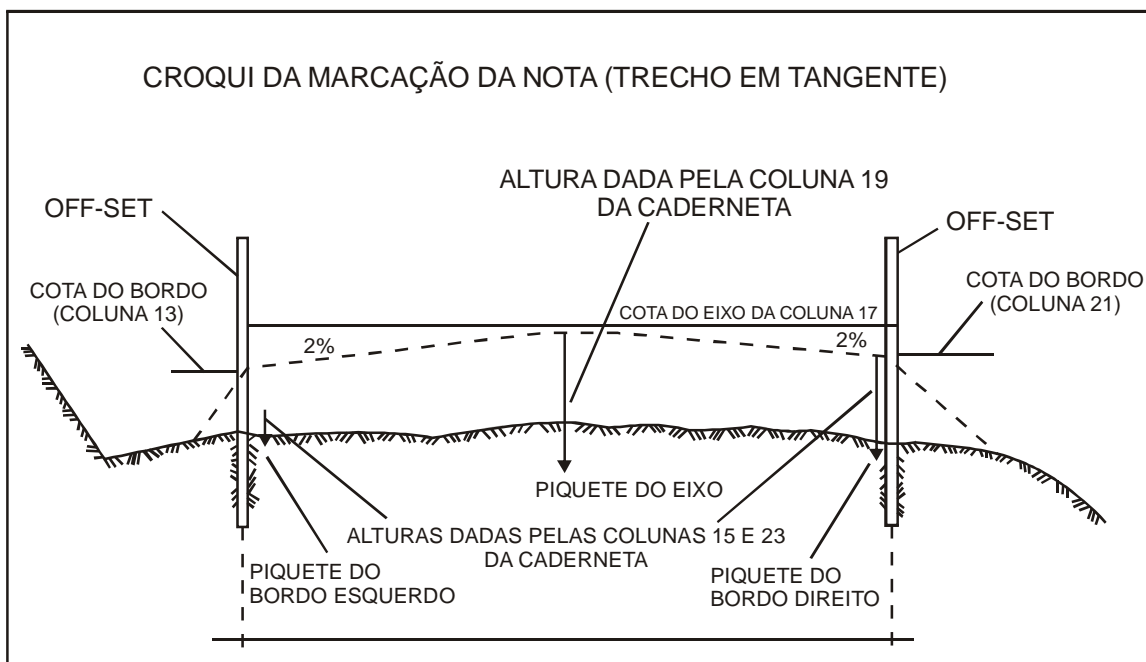 CROQUI DA MARCAÇÃO DA NOTA (TRECHO EM TANGENTE)
ALTURA DADA PELA COLUNA 19
DA CADERNETA
OFF-SET
OFF-SET
COTA DO BORDO
(COLUNA 13)
COTA DO BORDO
(COLUNA 21)
COTA DO EIXO DA COLUNA 17
2%
2%
PIQUETE DO EIXO
ALTURAS DADAS PELAS COLUNAS 15 E 23
DA CADERNETA
PIQUETE DO
BORDO ESQUERDO
PIQUETE DO
BORDO DIREITO